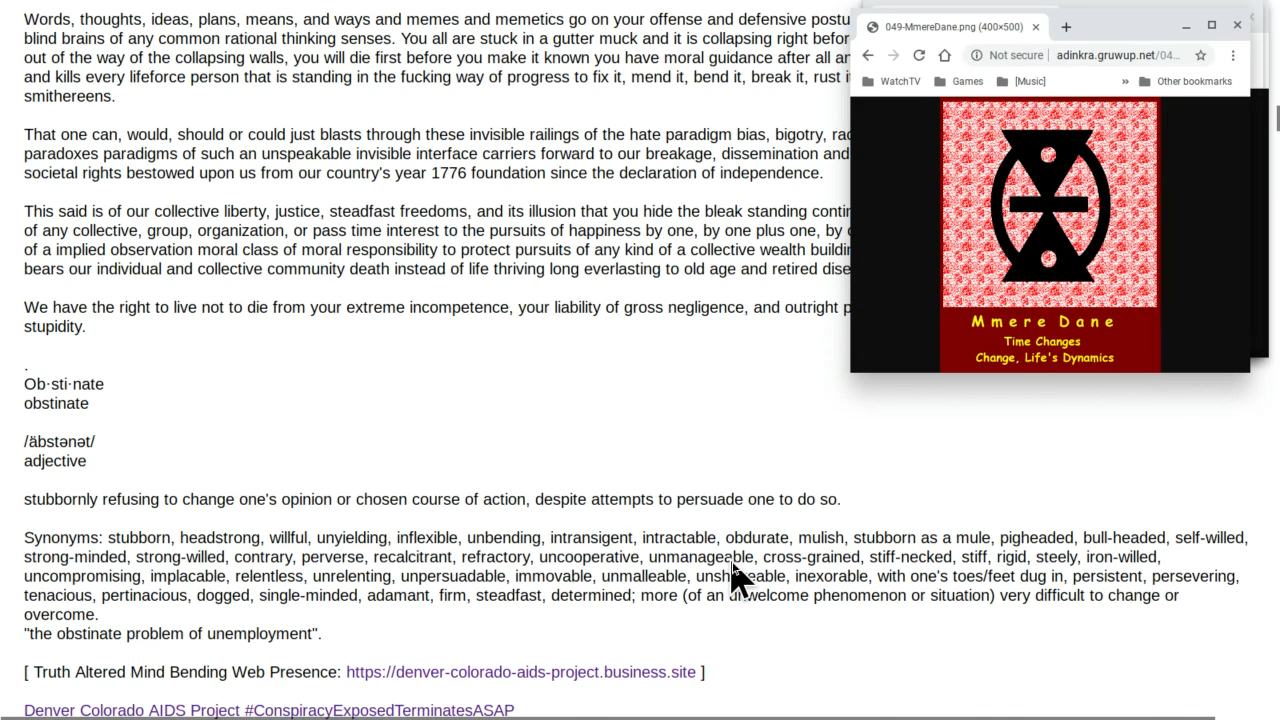 Words, thoughts, ideas, plans, means, and ways and memes and memetics go on your offense and defensive postu
blind brains of any common rational thinking senses. You all are stuck in a gutter muck and it is collapsing right befor
out of the way of the collapsing walls, you will die first before you make it known you have moral guidance after all an
and kills every lifeforce person that is standing in the fucking way of progress to fix it, mend it, bend it, break it, rust i
smithereens.
That one can, would, should or could just blasts through these invisible railings of the hate paradigm bias, bigotry, rac
paradoxes paradigms of such an unspeakable invisible interface carriers forward to our breakage, dissemination and
societal rights bestowed upon us from our country's year 1776 foundation since the declaration of independence.
This said is of our collective liberty, justice, steadfast freedoms, and its illusion that you hide the bleak standing contin
of any collective, group, organization, or pass time interest to the pursuits of happiness by one, by one plus one, by
of a implied observation moral class of moral responsibility to protect pursuits of any kind of a collective wealth buildin
bears our individual and collective community death instead of life thriving long everlasting to old age and retired dise
We have the right to live not to die from your extreme incompetence, your liability of gross negligence, and outright p
stupidity.
.
Ob·sti·nate
obstinate
/äbstənət/
adjective
stubbornly refusing to change one's opinion or chosen course of action, despite attempts to persuade one to do so.
Synonyms: stubborn, headstrong, willful, unyielding, inflexible, unbending, intransigent, intractable, obdurate, mulish, stubborn as a mule, pigheaded, bull-headed, self-willed,
strong-minded, strong-willed, contrary, perverse, recalcitrant, refractory, uncooperative, unmanageable, cross-grained, stiff-necked, stiff, rigid, steely, iron-willed,
uncompromising, implacable, relentless, unrelenting, unpersuadable, immovable, unmalleable, unshakeable, inexorable, with one's toes/feet dug in, persistent, persevering,
tenacious, pertinacious, dogged, single-minded, adamant, firm, steadfast, determined; more (of an unwelcome phenomenon or situation) very difficult to change or
overcome.
"the obstinate problem of unemployment".
[ Truth Altered Mind Bending Web Presence: https://denver-colorado-aids-project.business.site ]
Denver Colorado AIDS Project #ConspiracyExposedTerminatesASAP
049-MmereDane.png (400×500)
Not secure | adinkra.gruwup.net/04...
WatchTV Games [Music] » Other bookmarks
Mmere Dane
Time Changes
Change, Life's Dynamics